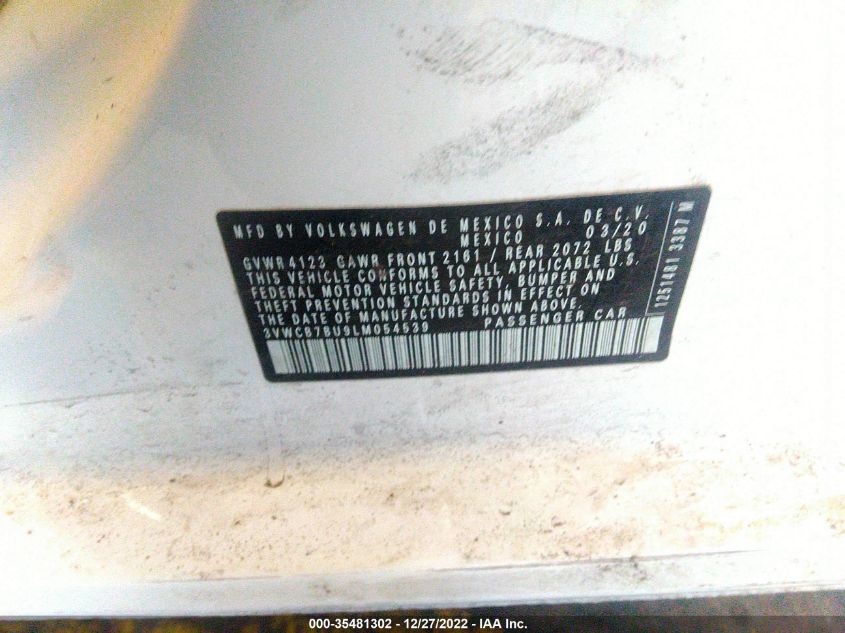 MFD BY VOLKSWAGEN DE MEXICO S.A. DE C.V.
MEXICO 03/20
GVWR 4123 GAWR FRONT 2161 / REAR 2072 LBS
THIS VEHICLE CONFORMS TO ALL APPLICABLE U.S.
FEDERAL MOTOR VEHICLE SAFETY, BUMPER AND
THEFT PREVENTION STANDARDS IN EFFECT ON
THE DATE OF MANUFACTURE SHOWN ABOVE.
3VWCB7BU9LM054539 PASSENGER CAR
1251481 3387 M
000-35481302 - 12/27/2022 - IAA Inc.